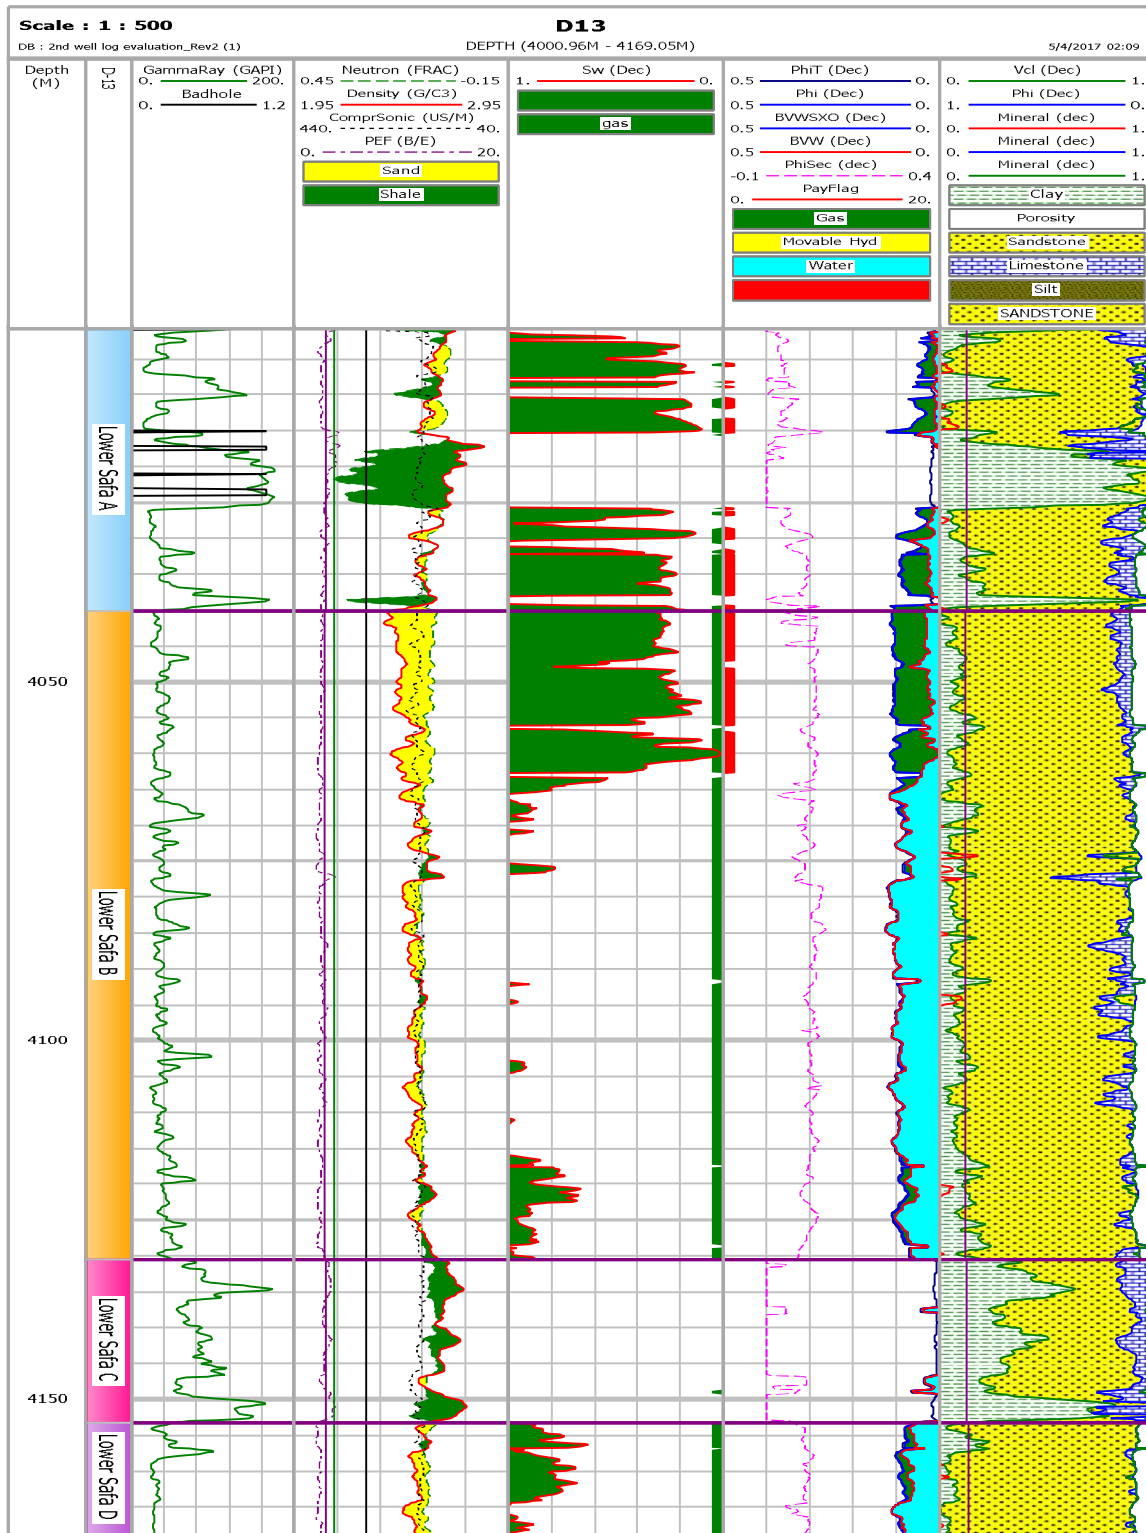 Scale : 1 : 500
D13
DB : 2nd well log evaluation_Rev2 (1)
DEPTH (4000.96M - 4169.05M)
5/4/2017 02:09
Depth
(M)
D-13
GammaRay (GAPI)
0. 200.
Badhole
0. 1.2
Neutron (FRAC)
0.45 -0.15
Density (G/C3)
1.95 2.95
ComprSonic (US/M)
440. 40.
PEF (B/E)
0. 20.
Sand
Shale
Sw (Dec)
1. 0.
gas
PhiT (Dec)
0.5 0.
Phi (Dec)
0.5 0.
BVWSXO (Dec)
0.5 0.
BVW (Dec)
0.5 0.
PhiSec (dec)
-0.1 0.4
PayFlag
0. 20.
Gas
Movable Hyd
Water
Vcl (Dec)
0. 1.
Phi (Dec)
1. 0.
Mineral (dec)
0. 1.
Mineral (dec)
0. 1.
Mineral (dec)
0. 1.
Clay
Porosity
Sandstone
Limestone
Silt
SANDSTONE
Lower Safa A
4050
Lower Safa B
4100
Lower Safa C
4150
Lower Safa D